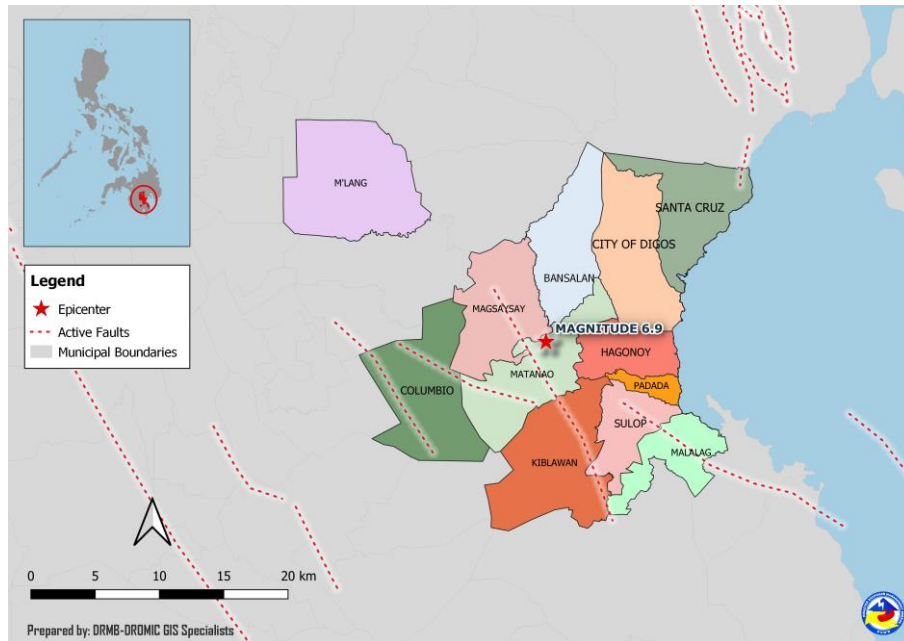 M'LANG
SANTA CRUZ
CITY OF DIGOS
BANSALAN
Legend
Epicenter
Active Faults
Municipal Boundaries
MAGSAYSAY
MAGNITUDE 6.9
HAGONOY
MATANAO
PADADA
COLUMBIO
SULOP
MALALAG
KIBLAWAN
0 5 10 15 20 km
Prepared by: DRMB-DROMIC GIS Specialists